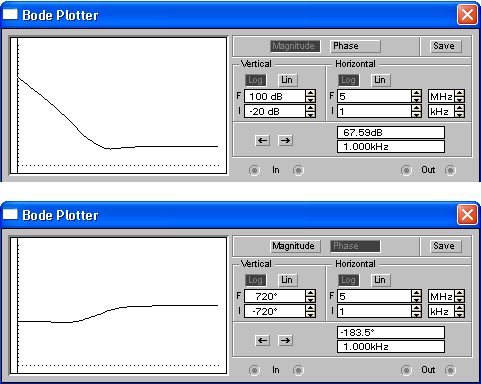 Bode Plotter
Magnitude Phase Save
Vertical Horizontal
Log Lin Log Lin
F 100 dB F 5 MHz
I -20 dB I 1 kHz
67.59dB
1.000kHz
In Out
Bode Plotter
Magnitude Phase Save
Vertical Horizontal
Log Lin Log Lin
F 720° F 5 MHz
I -720° I 1 kHz
-183.5°
1.000kHz
In Out